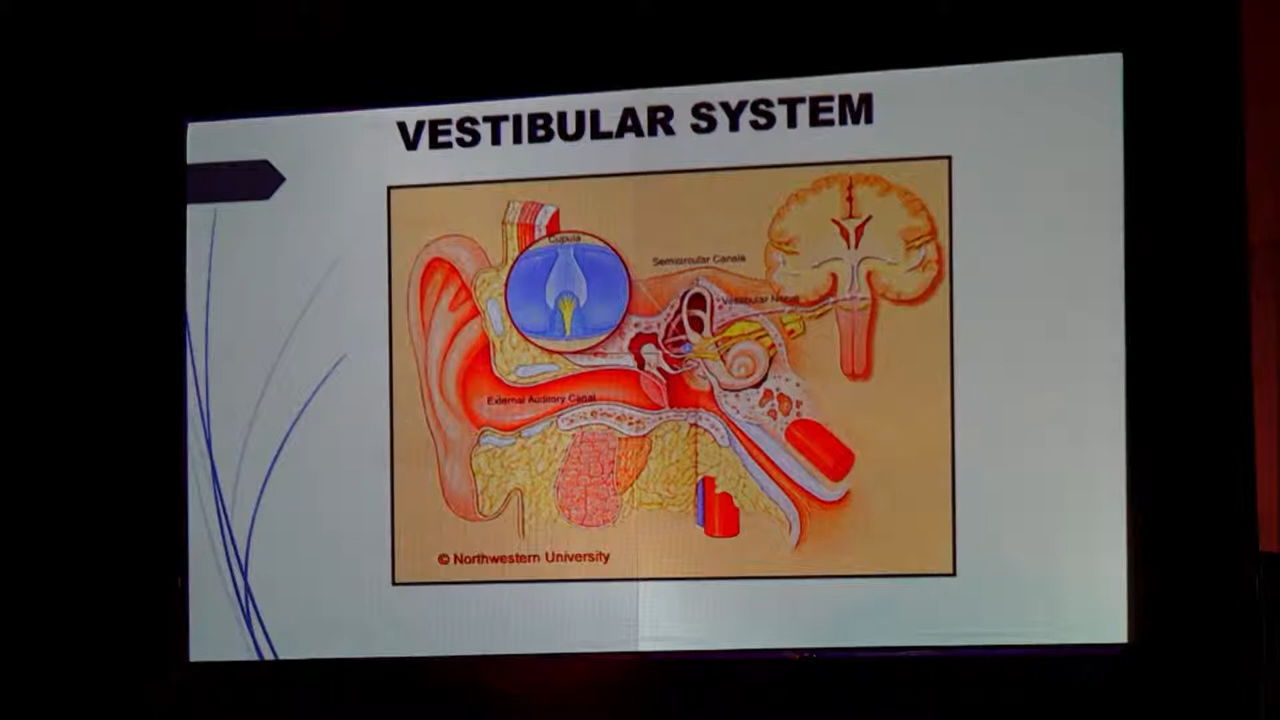 VESTIBULAR SYSTEM
Cupula
Semicircular Canals
Vestibular Nerve
External Auditory Canal
© Northwestern University